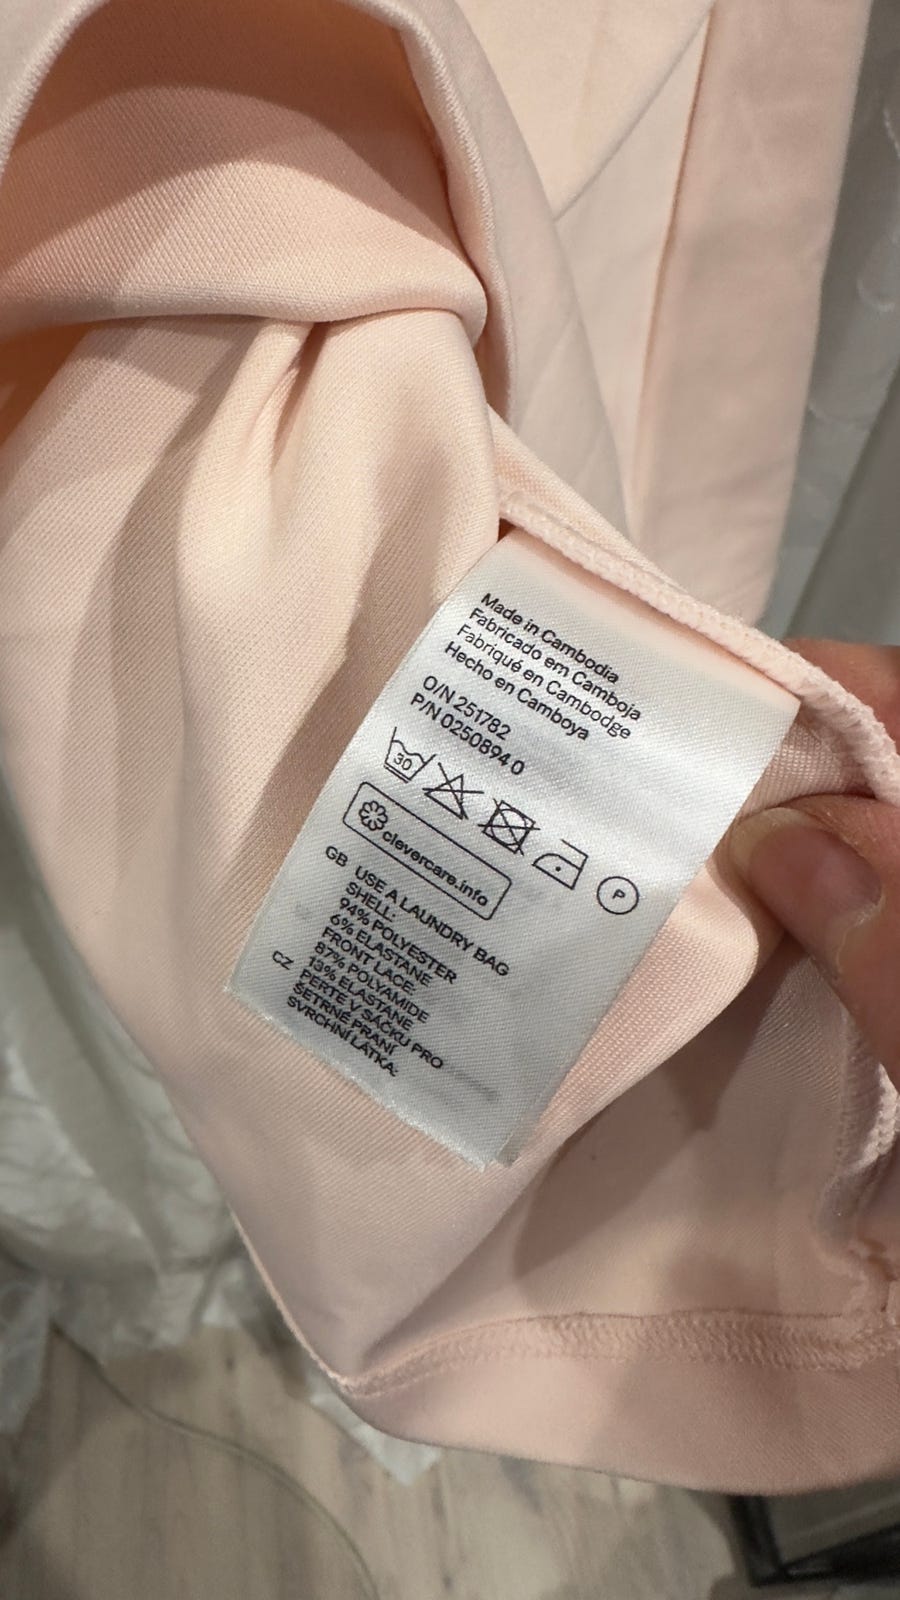 Made in Cambodia
Fabricado em Camboja
Fabriqué en Cambodge
Hecho en Camboya
O/N 251782
P/N 0250894 0
30
P
clevercare.info
GB USE A LAUNDRY BAG
SHELL:
94% POLYESTER
6% ELASTANE
FRONT LACE:
87% POLYAMIDE
13% ELASTANE
CZ PERTE V SÁČKU PRO
ŠETRNÉ PRANÍ
SVRCHNÍ LÁTKA: